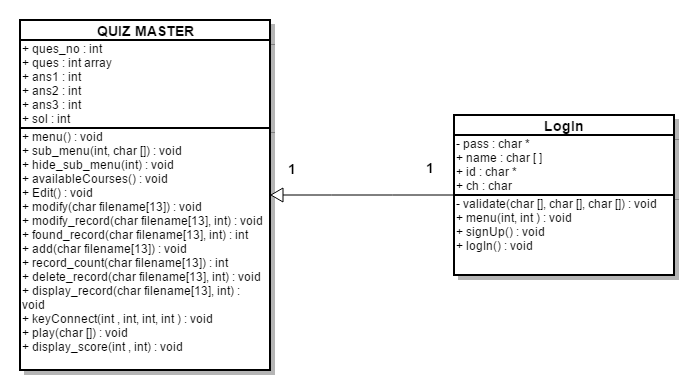 QUIZ MASTER
+ ques_no : int
+ ques : int array
+ ans1 : int
+ ans2 : int
+ ans3 : int
+ sol : int
+ menu() : void
+ sub_menu(int, char []) : void
+ hide_sub_menu(int) : void
+ availableCourses() : void
+ Edit() : void
+ modify(char filename[13]) : void
+ modify_record(char filename[13], int) : void
+ found_record(char filename[13], int) : int
+ add(char filename[13]) : void
+ record_count(char filename[13]) : int
+ delete_record(char filename[13], int) : void
+ display_record(char filename[13], int) :
void
+ keyConnect(int , int, int, int ) : void
+ play(char []) : void
+ display_score(int , int) : void
1
1
LogIn
- pass : char *
+ name : char [ ]
+ id : char *
+ ch : char
- validate(char [], char [], char []) : void
+ menu(int, int ) : void
+ signUp() : void
+ logIn() : void